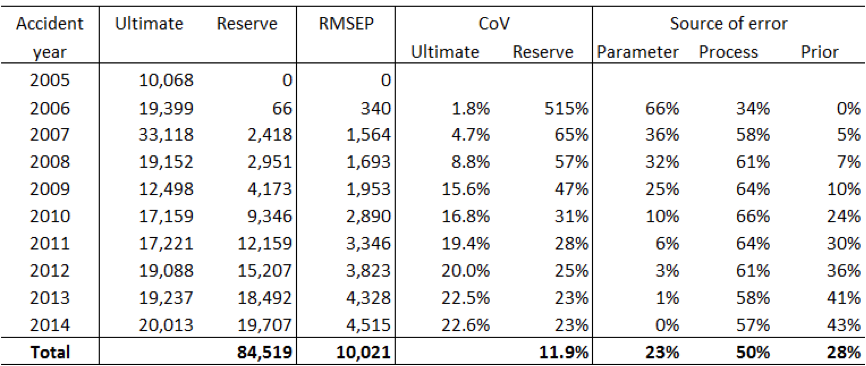 Accident Ultimate Reserve RMSEP CoV Source of error
year Ultimate Reserve Parameter Process Prior
2005 10,068 0 0
2006 19,399 66 340 1.8% 515% 66% 34% 0%
2007 33,118 2,418 1,564 4.7% 65% 36% 58% 5%
2008 19,152 2,951 1,693 8.8% 57% 32% 61% 7%
2009 12,498 4,173 1,953 15.6% 47% 25% 64% 10%
2010 17,159 9,346 2,890 16.8% 31% 10% 66% 24%
2011 17,221 12,159 3,346 19.4% 28% 6% 64% 30%
2012 19,088 15,207 3,823 20.0% 25% 3% 61% 36%
2013 19,237 18,492 4,328 22.5% 23% 1% 58% 41%
2014 20,013 19,707 4,515 22.6% 23% 0% 57% 43%
Total 84,519 10,021 11.9% 23% 50% 28%